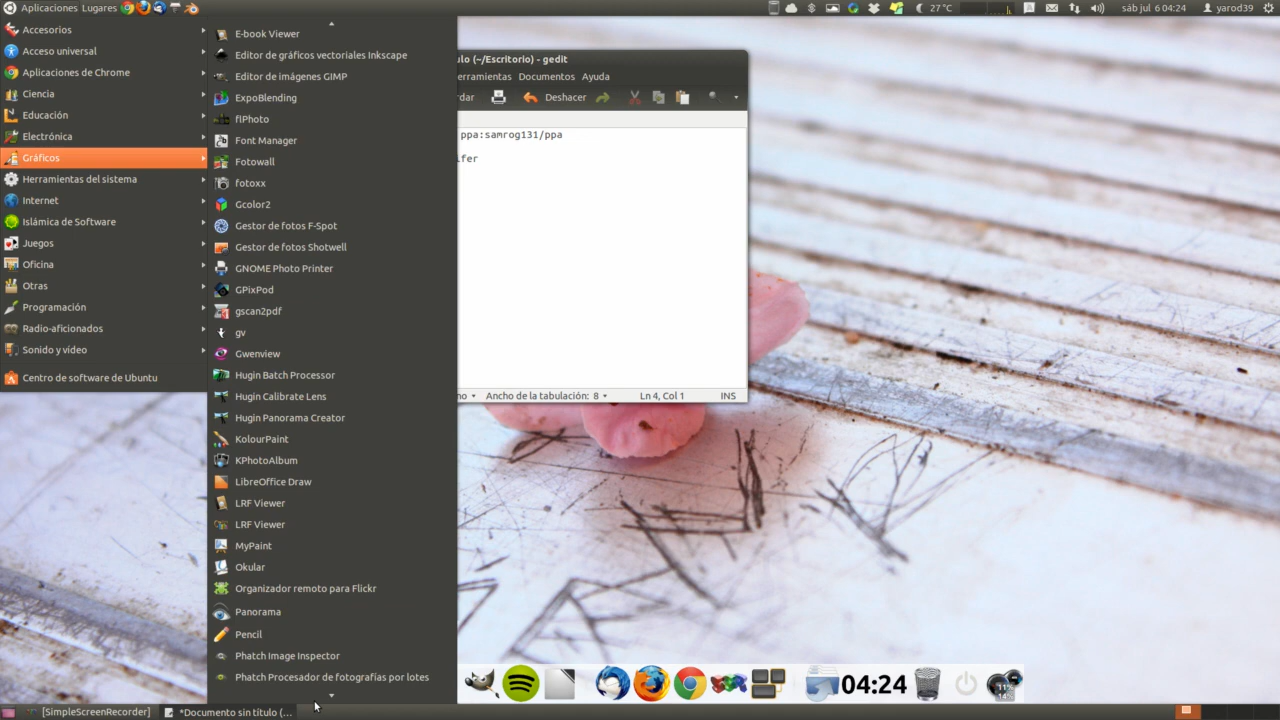 Aplicaciones Lugares 27 °C sáb jul 6 04:24 yarod39
Accesorios
Acceso universal
Aplicaciones de Chrome
Ciencia
Educación
Electrónica
Gráficos
Herramientas del sistema
Internet
Islámica de Software
Juegos
Oficina
Otras
Programación
Radio-aficionados
Sonido y vídeo
Centro de software de Ubuntu
E-book Viewer
Editor de gráficos vectoriales Inkscape
Editor de imágenes GIMP
ExpoBlending
flPhoto
Font Manager
Fotowall
fotoxx
Gcolor2
Gestor de fotos F-Spot
Gestor de fotos Shotwell
GNOME Photo Printer
GPixPod
gscan2pdf
gv
Gwenview
Hugin Batch Processor
Hugin Calibrate Lens
Hugin Panorama Creator
KolourPaint
KPhotoAlbum
LibreOffice Draw
LRF Viewer
LRF Viewer
MyPaint
Okular
Organizador remoto para Flickr
Panorama
Pencil
Phatch Image Inspector
Phatch Procesador de fotografías por lotes
ulo (~/Escritorio) - gedit
erramientas Documentos Ayuda
dar Deshacer
ppa:samrog131/ppa
ifer
no Ancho de la tabulación: 8 Ln 4, Col 1 INS
04:24
11%
14%
[SimpleScreenRecorder] *Documento sin título (...